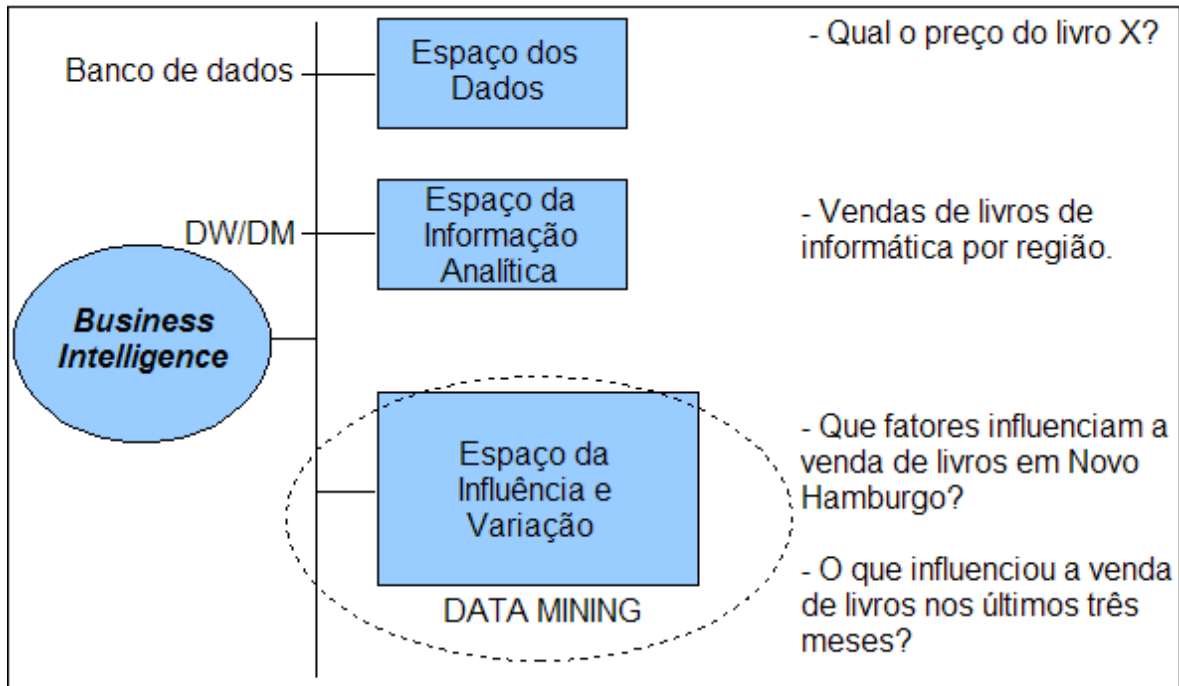 Banco de dados
Espaço dos
Dados
- Qual o preço do livro X?
DW/DM
Espaço da
Informação
Analítica
- Vendas de livros de
informática por região.
Business
Intelligence
Espaço da
Influência e
Variação
DATA MINING
- Que fatores influenciam a
venda de livros em Novo
Hamburgo?
- O que influenciou a venda
de livros nos últimos três
meses?